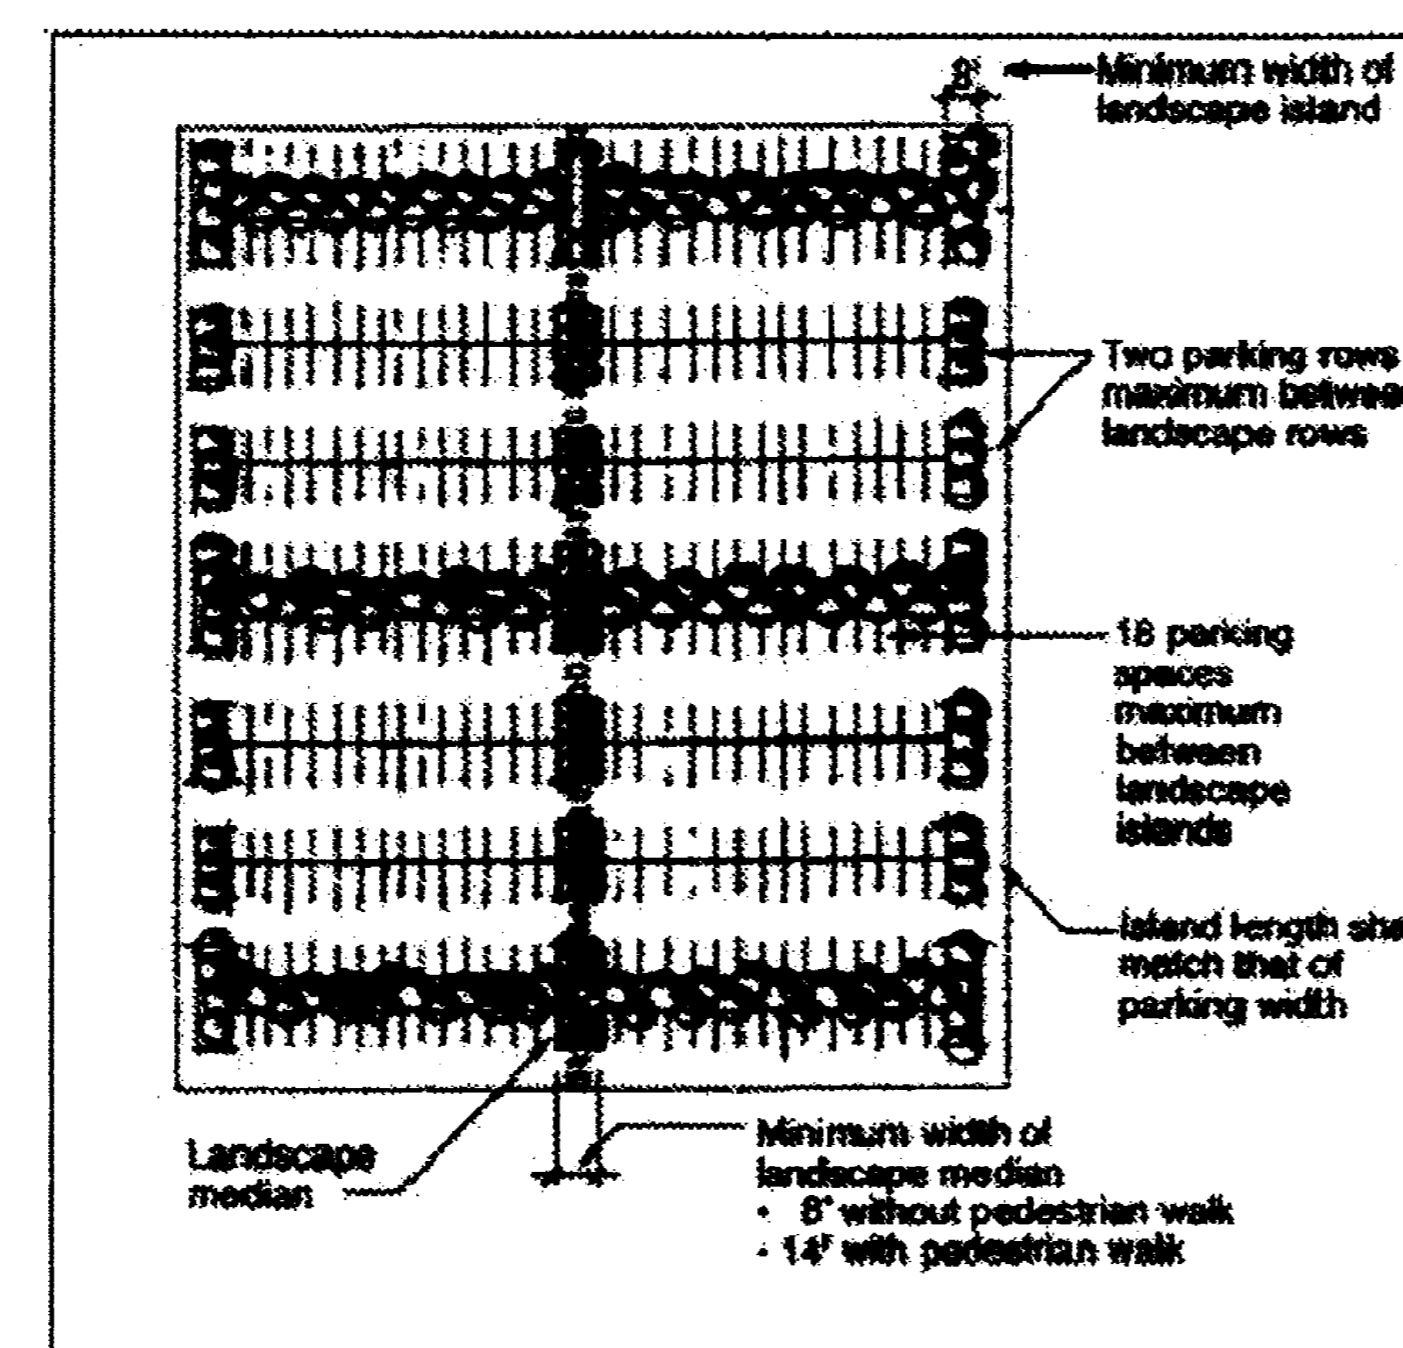 8'
Minimum width of
landscape island
Two parking rows
maximum betwee
landscape rows
18 parking
spaces
maximum
between
landscape
islands
Island length sha
match that of
parking width
Landscape
median
Minimum width of
landscape median
• 8' without pedestrian walk
• 14' with pedestrian walk